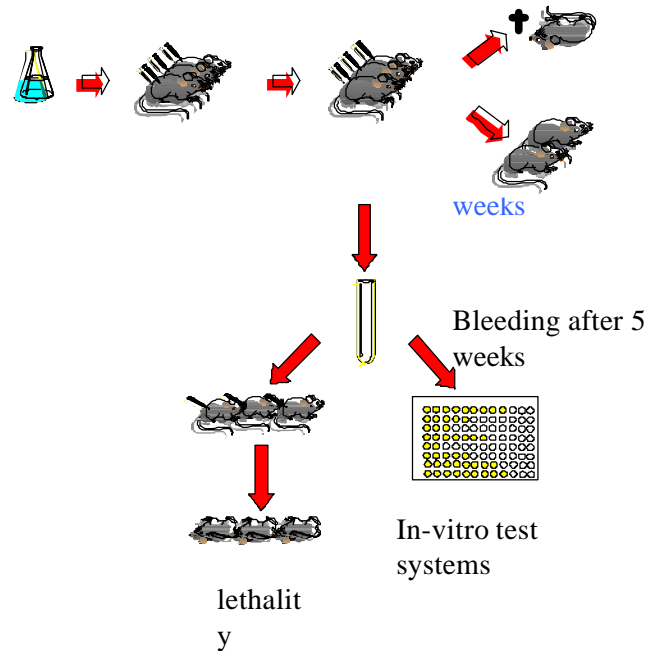 weeks
Bleeding after 5
weeks
In-vitro test
systems
lethalit
y